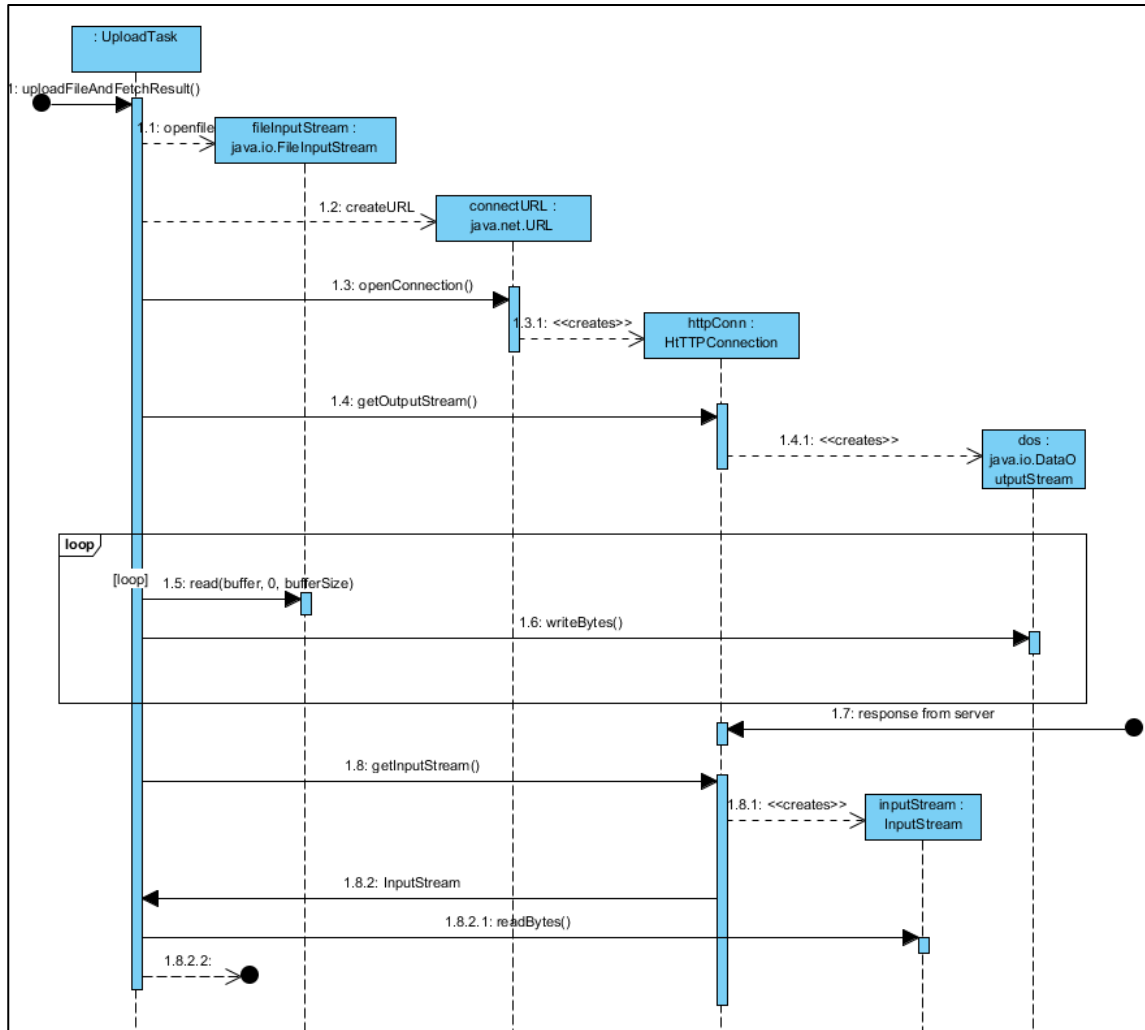 : UploadTask
1: uploadFileAndFetchResult()
1.1: openfile
fileInputStream :
java.io.FileInputStream
1.2: createURL
connectURL :
java.net.URL
1.3: openConnection()
1.3.1: <<creates>>
httpConn :
HtTTPConnection
1.4: getOutputStream()
1.4.1: <<creates>>
dos :
java.io.DataO
utputStream
loop
[loop]
1.5: read(buffer, 0, bufferSize)
1.6: writeBytes()
1.7: response from server
1.8: getInputStream()
1.8.1: <<creates>>
inputStream :
InputStream
1.8.2: InputStream
1.8.2.1: readBytes()
1.8.2.2: